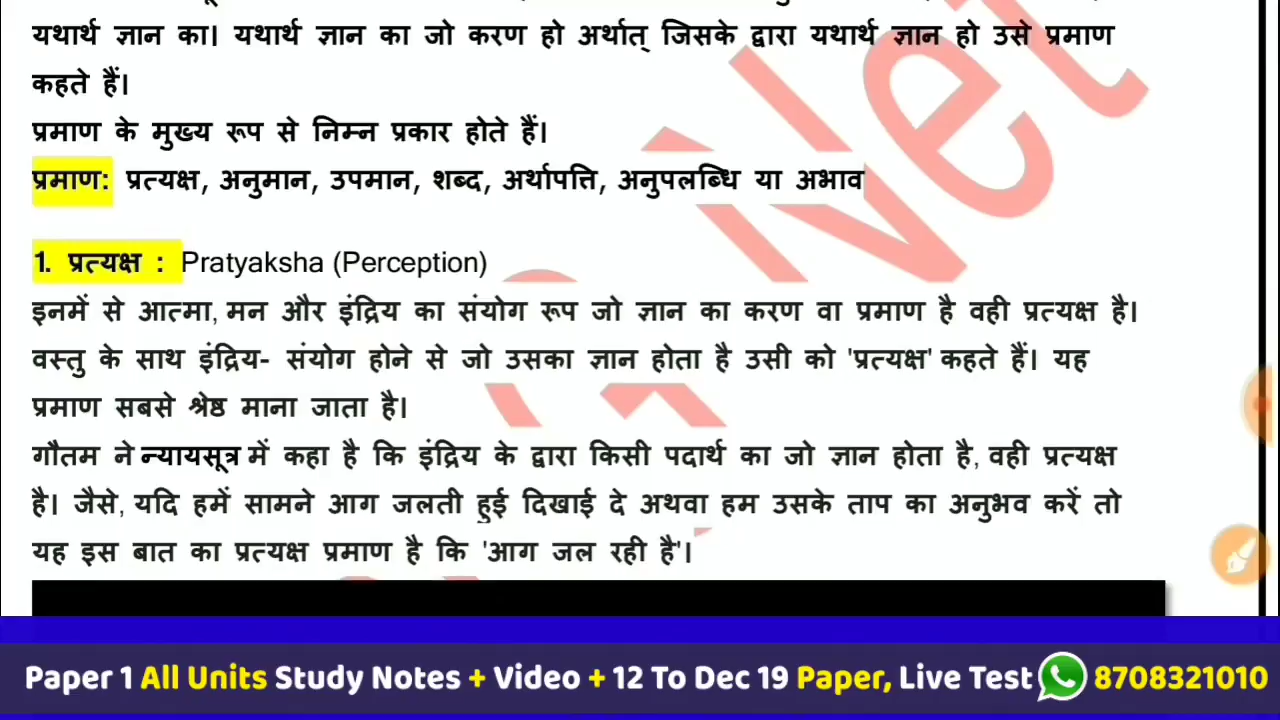 यथार्थ ज्ञान का। यथार्थ ज्ञान का जो करण हो अर्थात् जिसके द्वारा यथार्थ ज्ञान हो उसे प्रमाण
कहते हैं।
प्रमाण के मुख्य रूप से निम्न प्रकार होते हैं।
प्रमाण: प्रत्यक्ष, अनुमान, उपमान, शब्द, अर्थापत्ति, अनुपलब्धि या अभाव
1. प्रत्यक्ष : Pratyaksha (Perception)
इनमें से आत्मा, मन और इंद्रिय का संयोग रूप जो ज्ञान का करण वा प्रमाण है वही प्रत्यक्ष है।
वस्तु के साथ इंद्रिय- संयोग होने से जो उसका ज्ञान होता है उसी को 'प्रत्यक्ष' कहते हैं। यह
प्रमाण सबसे श्रेष्ठ माना जाता है।
गौतम ने न्यायसूत्र में कहा है कि इंद्रिय के द्वारा किसी पदार्थ का जो ज्ञान होता है, वही प्रत्यक्ष
है। जैसे, यदि हमें सामने आग जलती हुई दिखाई दे अथवा हम उसके ताप का अनुभव करें तो
यह इस बात का प्रत्यक्ष प्रमाण है कि 'आग जल रही है'।
Paper 1 All Units Study Notes + Video + 12 To Dec 19 Paper, Live Test 8708321010